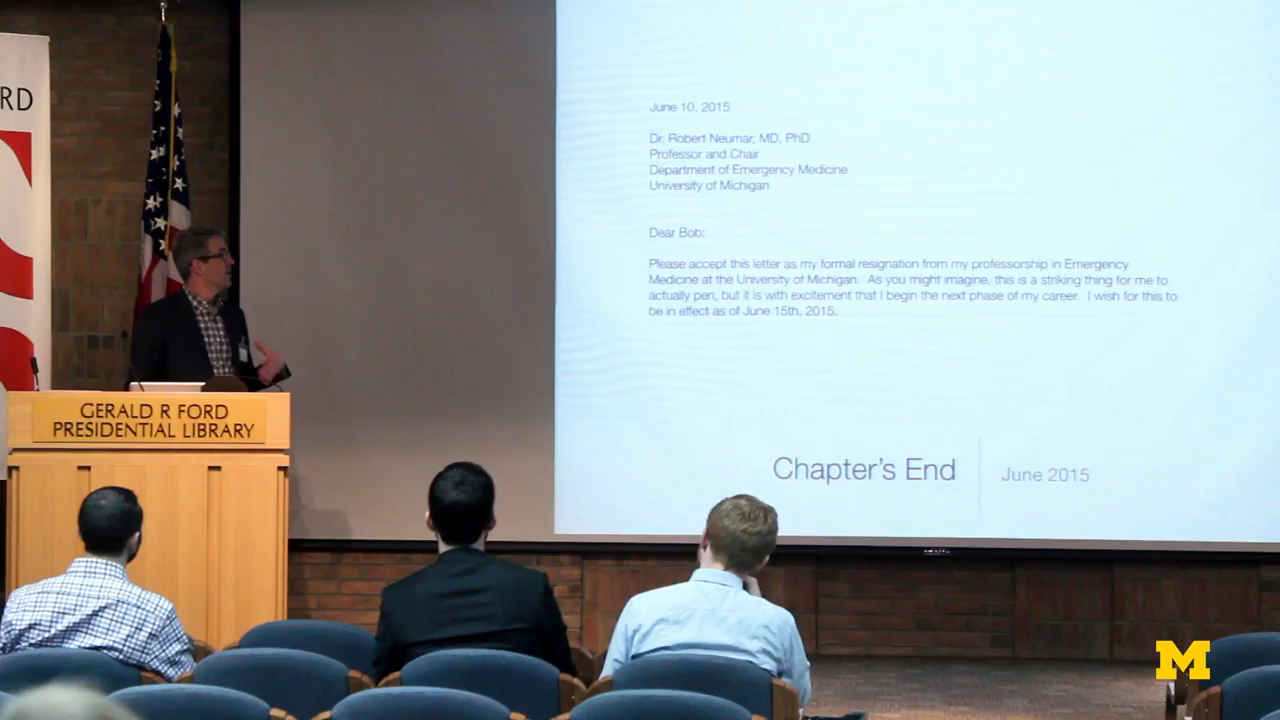 RD
GERALD R FORD
PRESIDENTIAL LIBRARY
June 10, 2015
Dr. Robert Neumar, MD, PhD
Professor and Chair
Department of Emergency Medicine
University of Michigan
Dear Bob:
Please accept this letter as my formal resignation from my professorship in Emergency
Medicine at the University of Michigan. As you might imagine, this is a striking thing for me to
actually pen, but it is with excitement that I begin the next phase of my career. I wish for this to
be in effect as of June 15th, 2015.
Chapter's End
June 2015
M